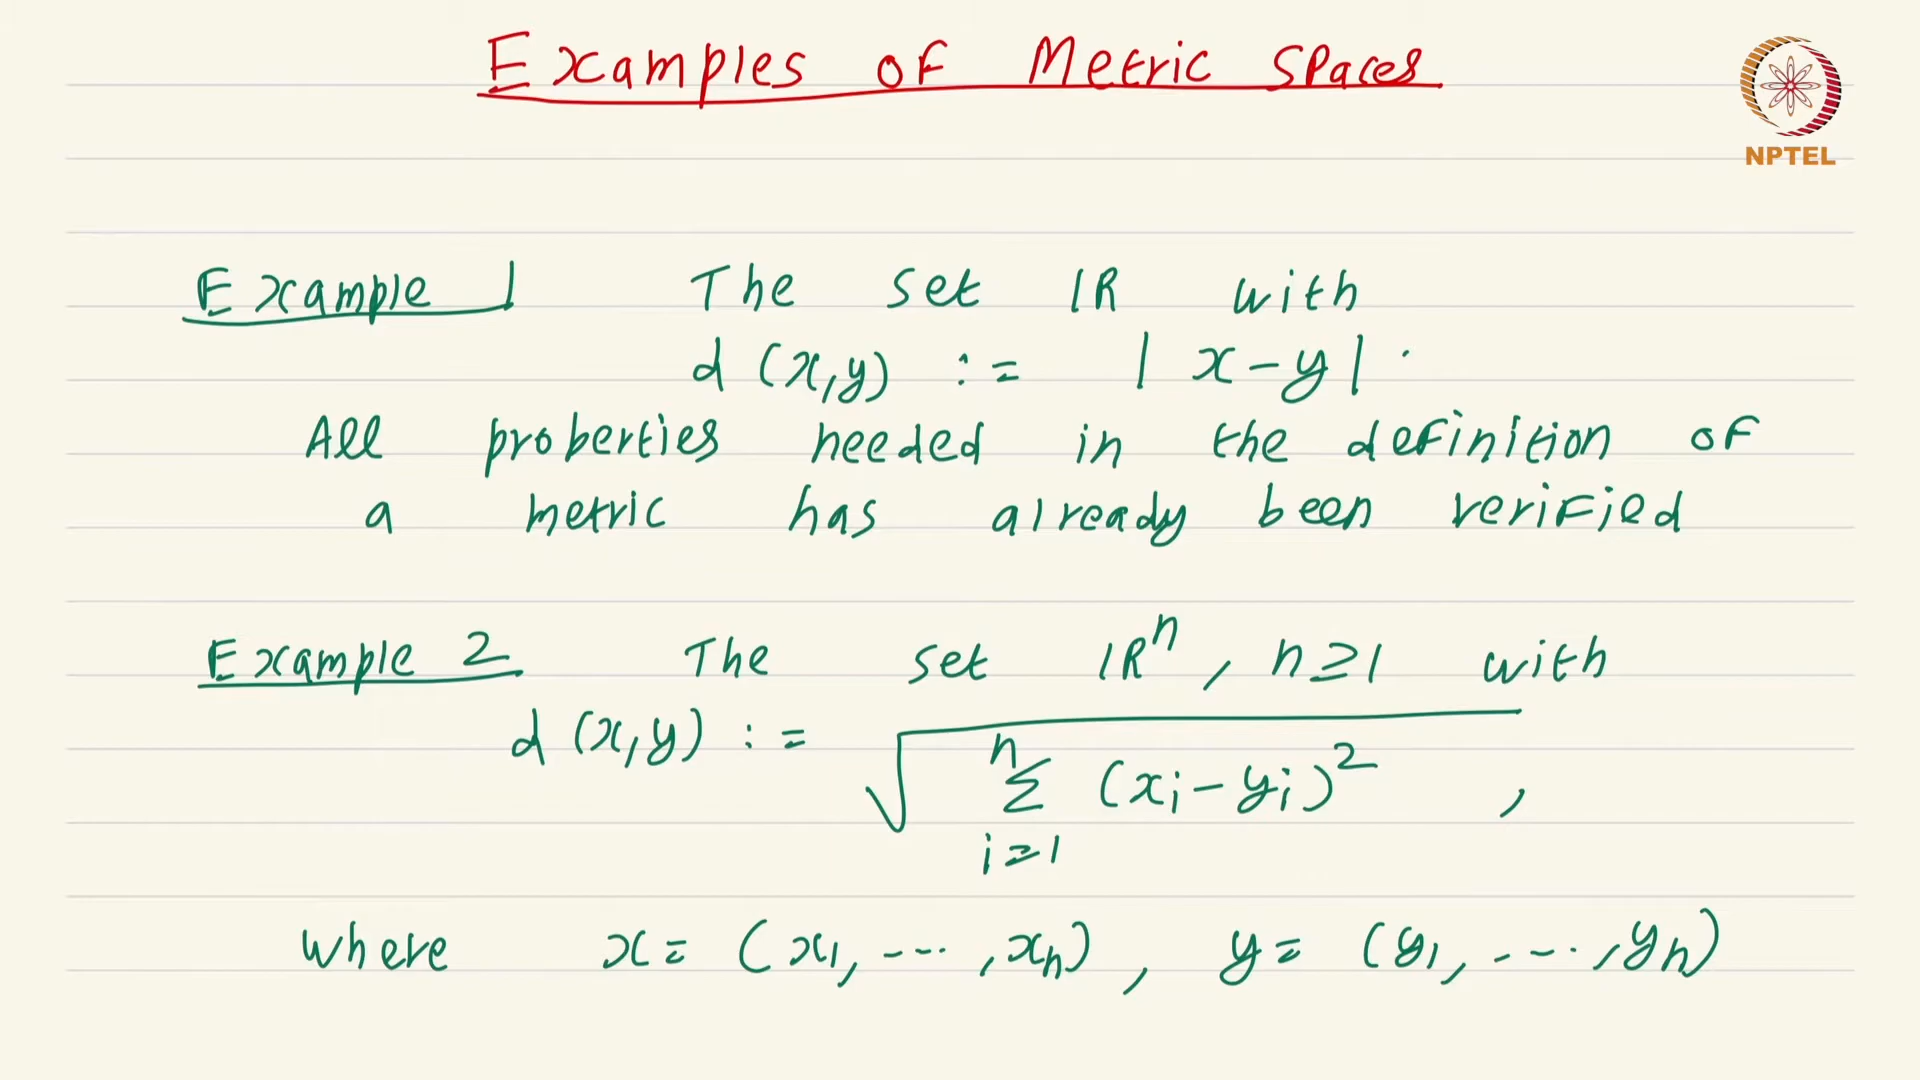 Examples of Metric spaces
NPTEL
Example 1 The set ℝ with
d(x,y) := |x-y|.
All properties needed in the definition of
a metric has already been verified
Example 2 The set ℝⁿ, n≥1 with
d(x,y) := √(∑_{i=1}^{n} (xᵢ-yᵢ)²),
where x = (x₁, ..., xₙ), y = (y₁, ..., yₙ)